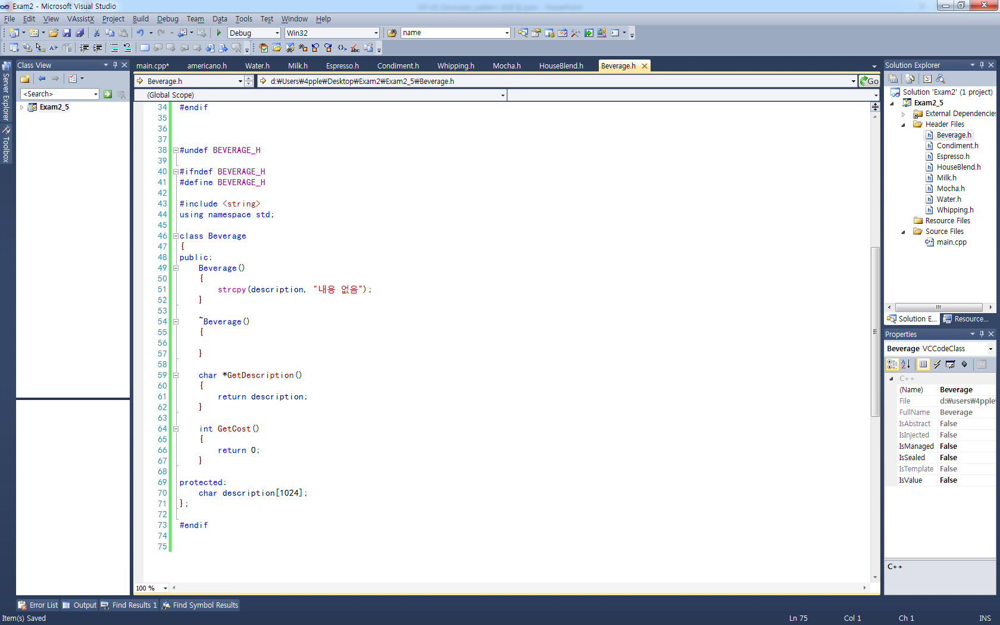 Exam2 - Microsoft Visual Studio
File Edit View VAssistX Project Build Debug Team Data Tools Test Window Help
Debug Win32 name
Server Explorer
Toolbox
Class View
<Search>
Exam2_5
main.cpp* americano.h Water.h Milk.h Espresso.h Condiment.h Whipping.h Mocha.h HouseBlend.h Beverage.h
Beverage.h d:₩Users₩4pple₩Desktop₩Exam2₩Exam2_5₩Beverage.h Go
(Global Scope)
34 #endif
35
36
37
38 #undef BEVERAGE_H
39
40 #ifndef BEVERAGE_H
41 #define BEVERAGE_H
42
43 #include <string>
44 using namespace std;
45
46 class Beverage
47 {
48 public:
49 Beverage()
50 {
51 strcpy(description, "내용 없음");
52 }
53
54 ~Beverage()
55 {
56
57 }
58
59 char *GetDescription()
60 {
61 return description;
62 }
63
64 int GetCost()
65 {
66 return 0;
67 }
68
69 protected:
70 char description[1024];
71 };
72
73 #endif
74
75
100 %
Solution Explorer
Solution 'Exam2' (1 project)
Exam2_5
External Dependencies
Header Files
Beverage.h
Condiment.h
Espresso.h
HouseBlend.h
Milk.h
Mocha.h
Water.h
Whipping.h
Resource Files
Source Files
main.cpp
Solution E... Resource...
Properties
Beverage VCCodeClass
C++
(Name) Beverage
File d:₩users₩4pple
FullName Beverage
IsAbstract False
IsInjected False
IsManaged False
IsSealed False
IsTemplate False
IsValue False
C++
Error List Output Find Results 1 Find Symbol Results
Item(s) Saved Ln 75 Col 1 Ch 1 INS